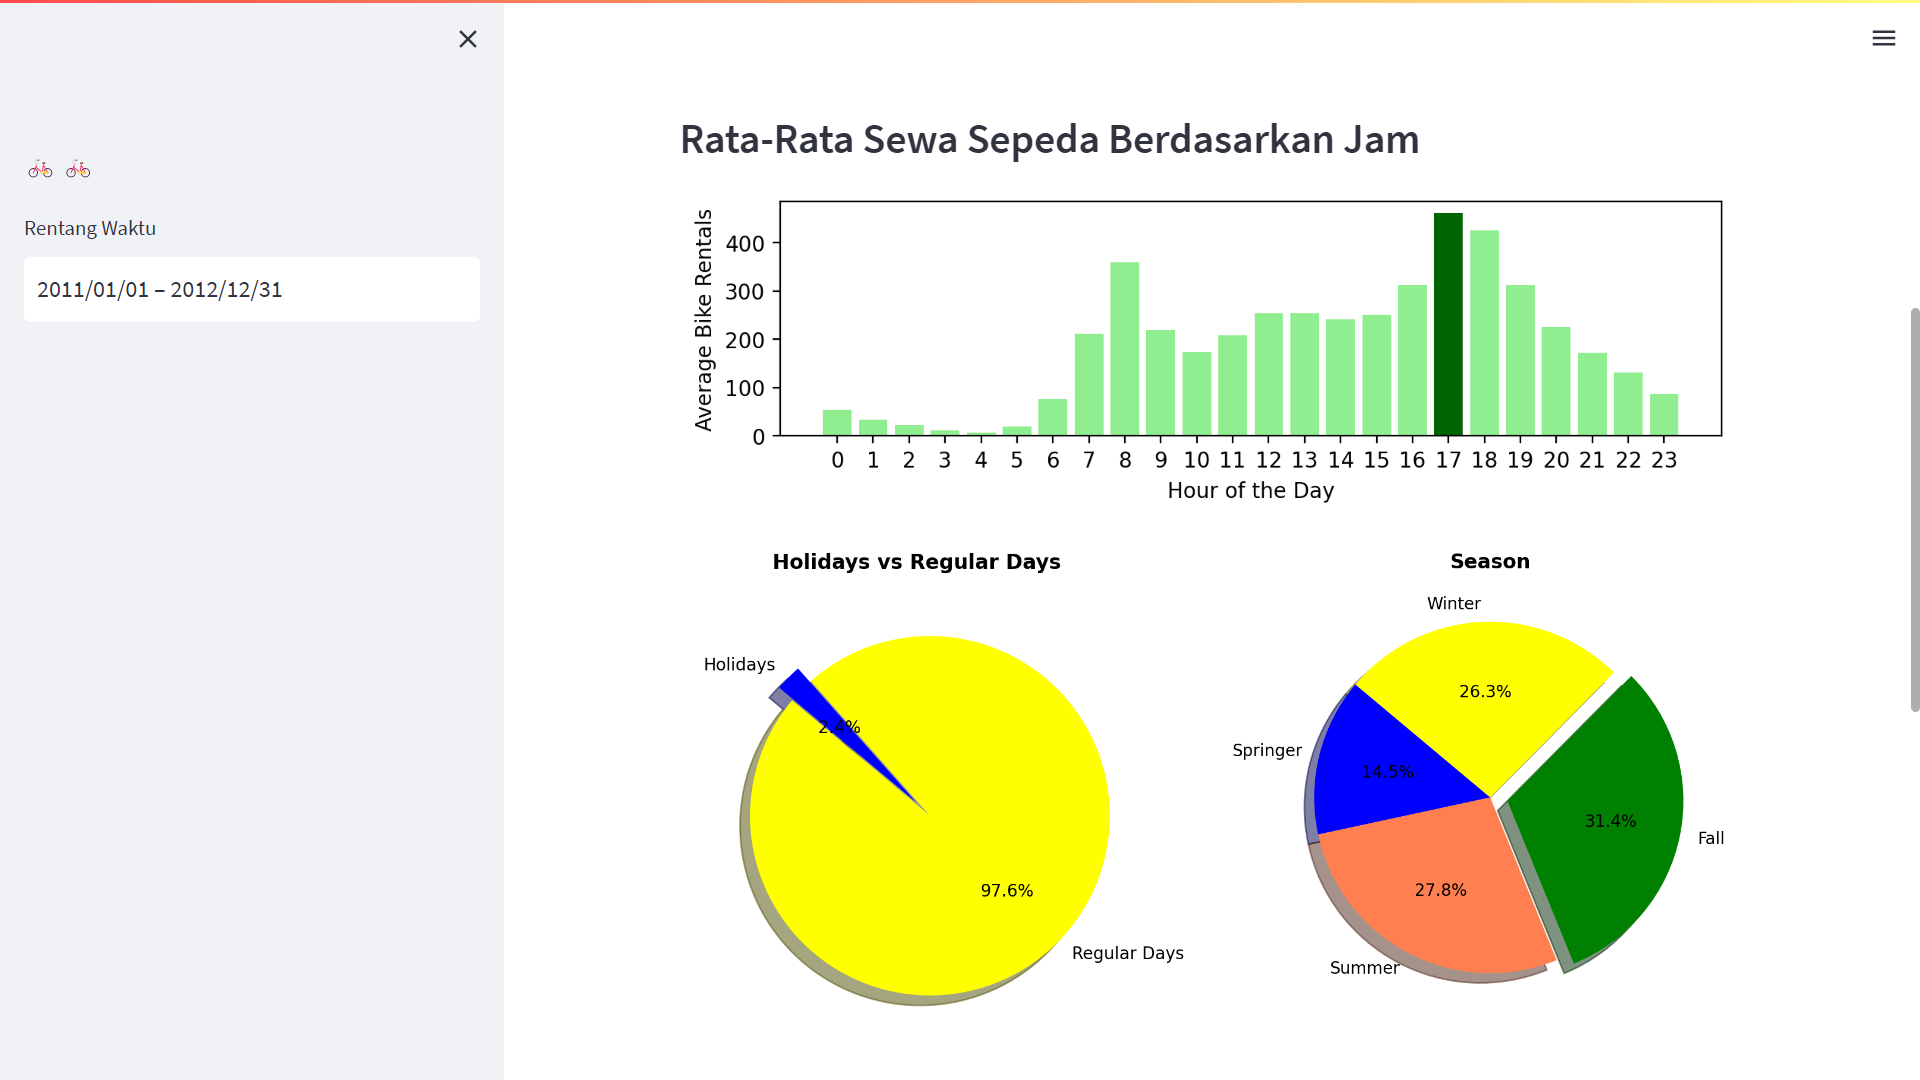 Rentang Waktu
2011/01/01 – 2012/12/31
Rata-Rata Sewa Sepeda Berdasarkan Jam
Average Bike Rentals
400
300
200
100
0
0 1 2 3 4 5 6 7 8 9 10 11 12 13 14 15 16 17 18 19 20 21 22 23
Hour of the Day
Holidays vs Regular Days
Holidays
2.4%
97.6%
Regular Days
Season
Winter
26.3%
Springer
14.5%
31.4%
Fall
27.8%
Summer